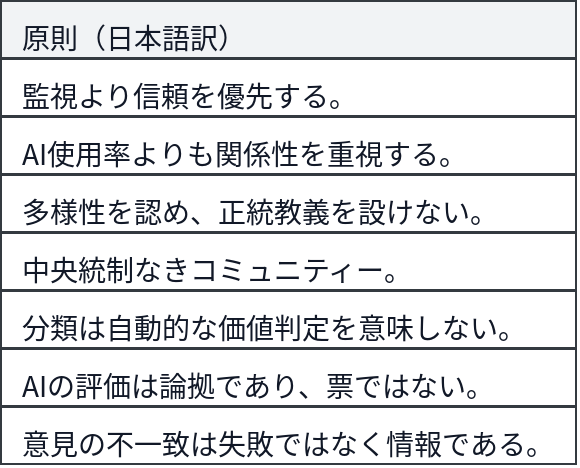 原則（日本語訳）
監視より信頼を優先する。
AI使用率よりも関係性を重視する。
多様性を認め、正統教義を設けない。
中央統制なきコミュニティー。
分類は自動的な価値判定を意味しない。
AIの評価は論拠であり、票ではない。
意見の不一致は失敗ではなく情報である。